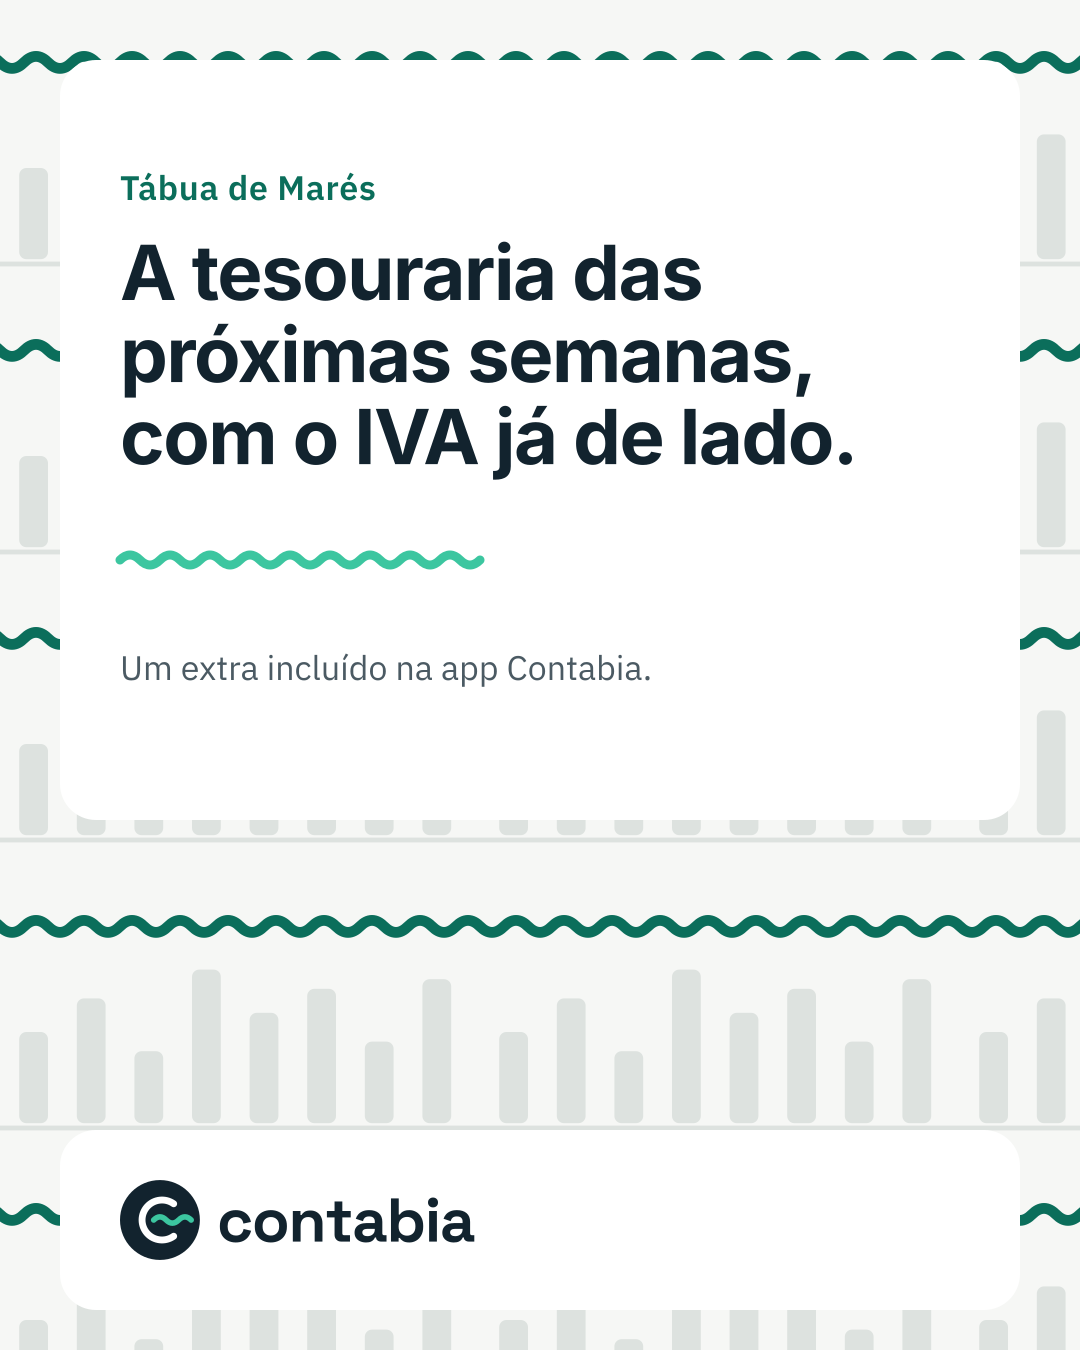 Tábua de Marés
A tesouraria das
próximas semanas,
com o IVA já de lado.
Um extra incluído na app Contabia.
contabia